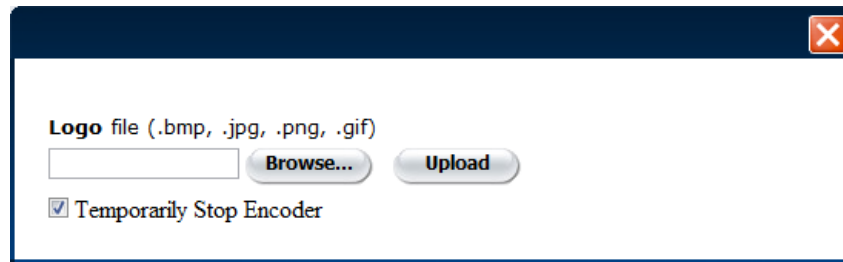 Logo file (.bmp, .jpg, .png, .gif)
Browse... Upload
Temporarily Stop Encoder